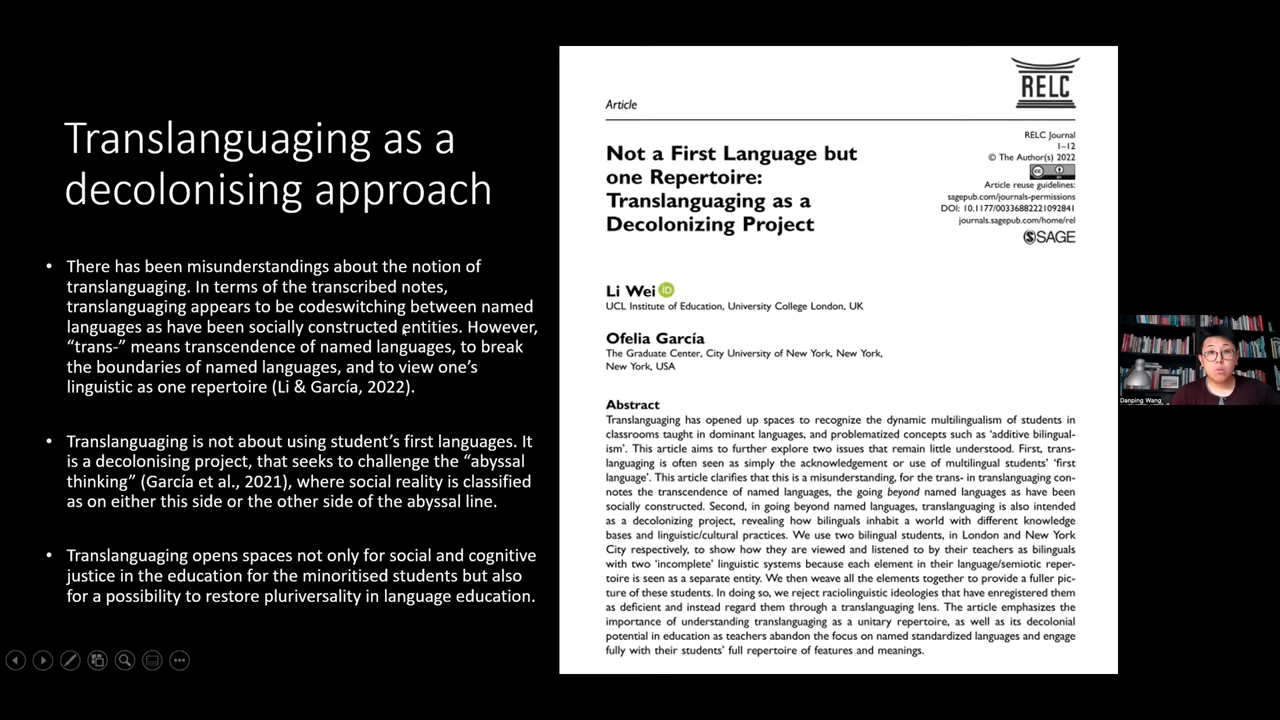 Translanguaging as a
decolonising approach
• There has been misunderstandings about the notion of
translanguaging. In terms of the transcribed notes,
translanguaging appears to be codeswitching between named
languages as have been socially constructed entities. However,
“trans-” means transcendence of named languages, to break
the boundaries of named languages, and to view one’s
linguistic as one repertoire (Li & García, 2022).
• Translanguaging is not about using student’s first languages. It
is a decolonising project, that seeks to challenge the “abyssal
thinking” (García et al., 2021), where social reality is classified
as on either this side or the other side of the abyssal line.
• Translanguaging opens spaces not only for social and cognitive
justice in the education for the minoritised students but also
for a possibility to restore pluriversality in language education.
RELC
Article
RELC Journal
1–12
© The Author(s) 2022
Article reuse guidelines:
sagepub.com/journals-permissions
DOI: 10.1177/00336882221092841
journals.sagepub.com/home/rel
SAGE
Not a First Language but
one Repertoire:
Translanguaging as a
Decolonizing Project
Li Wei iD
UCL Institute of Education, University College London, UK
Ofelia García
The Graduate Center, City University of New York, New York,
New York, USA
Abstract
Translanguaging has opened up spaces to recognize the dynamic multilingualism of students in
classrooms taught in dominant languages, and problematized concepts such as ‘additive bilingual-
ism’. This article aims to further explore two issues that remain little understood. First, trans-
languaging is often seen as simply the acknowledgement or use of multilingual students’ ‘first
language’. This article clarifies that this is a misunderstanding, for the trans- in translanguaging con-
notes the transcendence of named languages, the going beyond named languages as have been
socially constructed. Second, in going beyond named languages, translanguaging is also intended
as a decolonizing project, revealing how bilinguals inhabit a world with different knowledge
bases and linguistic/cultural practices. We use two bilingual students, in London and New York
City respectively, to show how they are viewed and listened to by their teachers as bilinguals
with two ‘incomplete’ linguistic systems because each element in their language/semiotic reper-
toire is seen as a separate entity. We then weave all the elements together to provide a fuller pic-
ture of these students. In doing so, we reject raciolinguistic ideologies that have enregistered them
as deficient and instead regard them through a translanguaging lens. The article emphasizes the
importance of understanding translanguaging as a unitary repertoire, as well as its decolonial
potential in education as teachers abandon the focus on named standardized languages and engage
fully with their students’ full repertoire of features and meanings.
Danping Wang